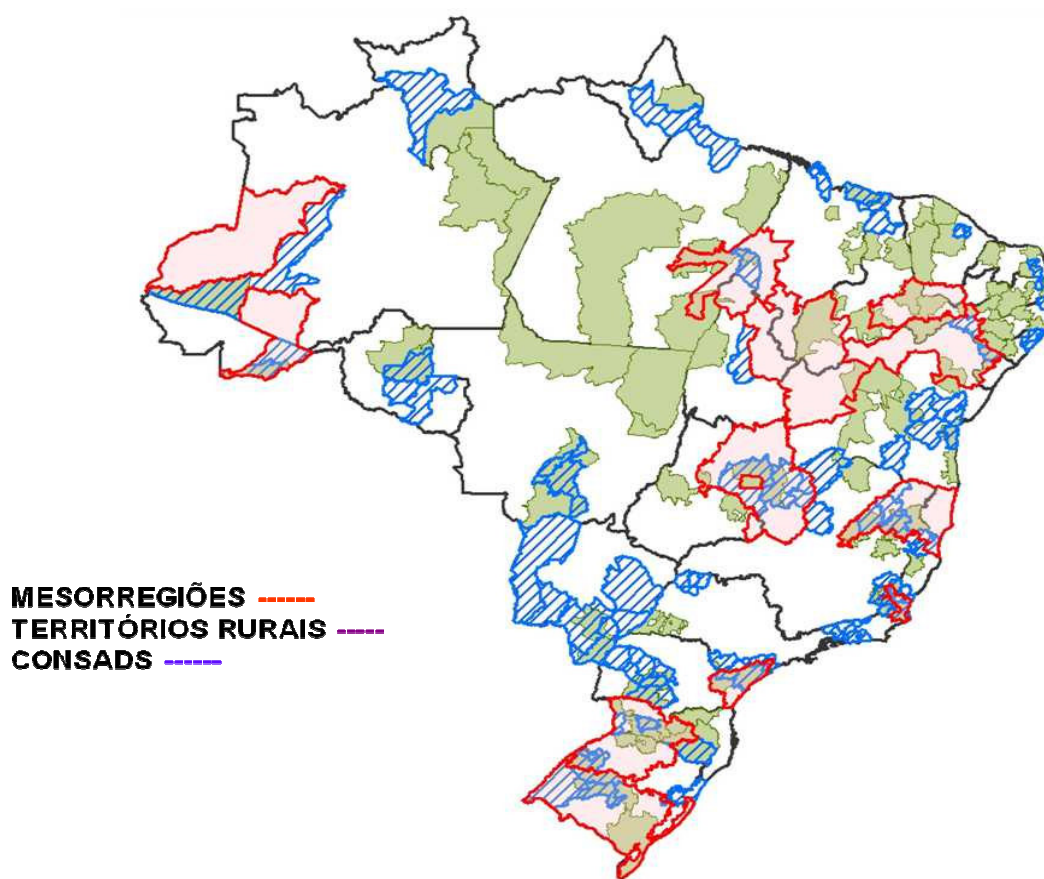 MESORREGIÕES ------
TERRITÓRIOS RURAIS -----
CONSADS ------